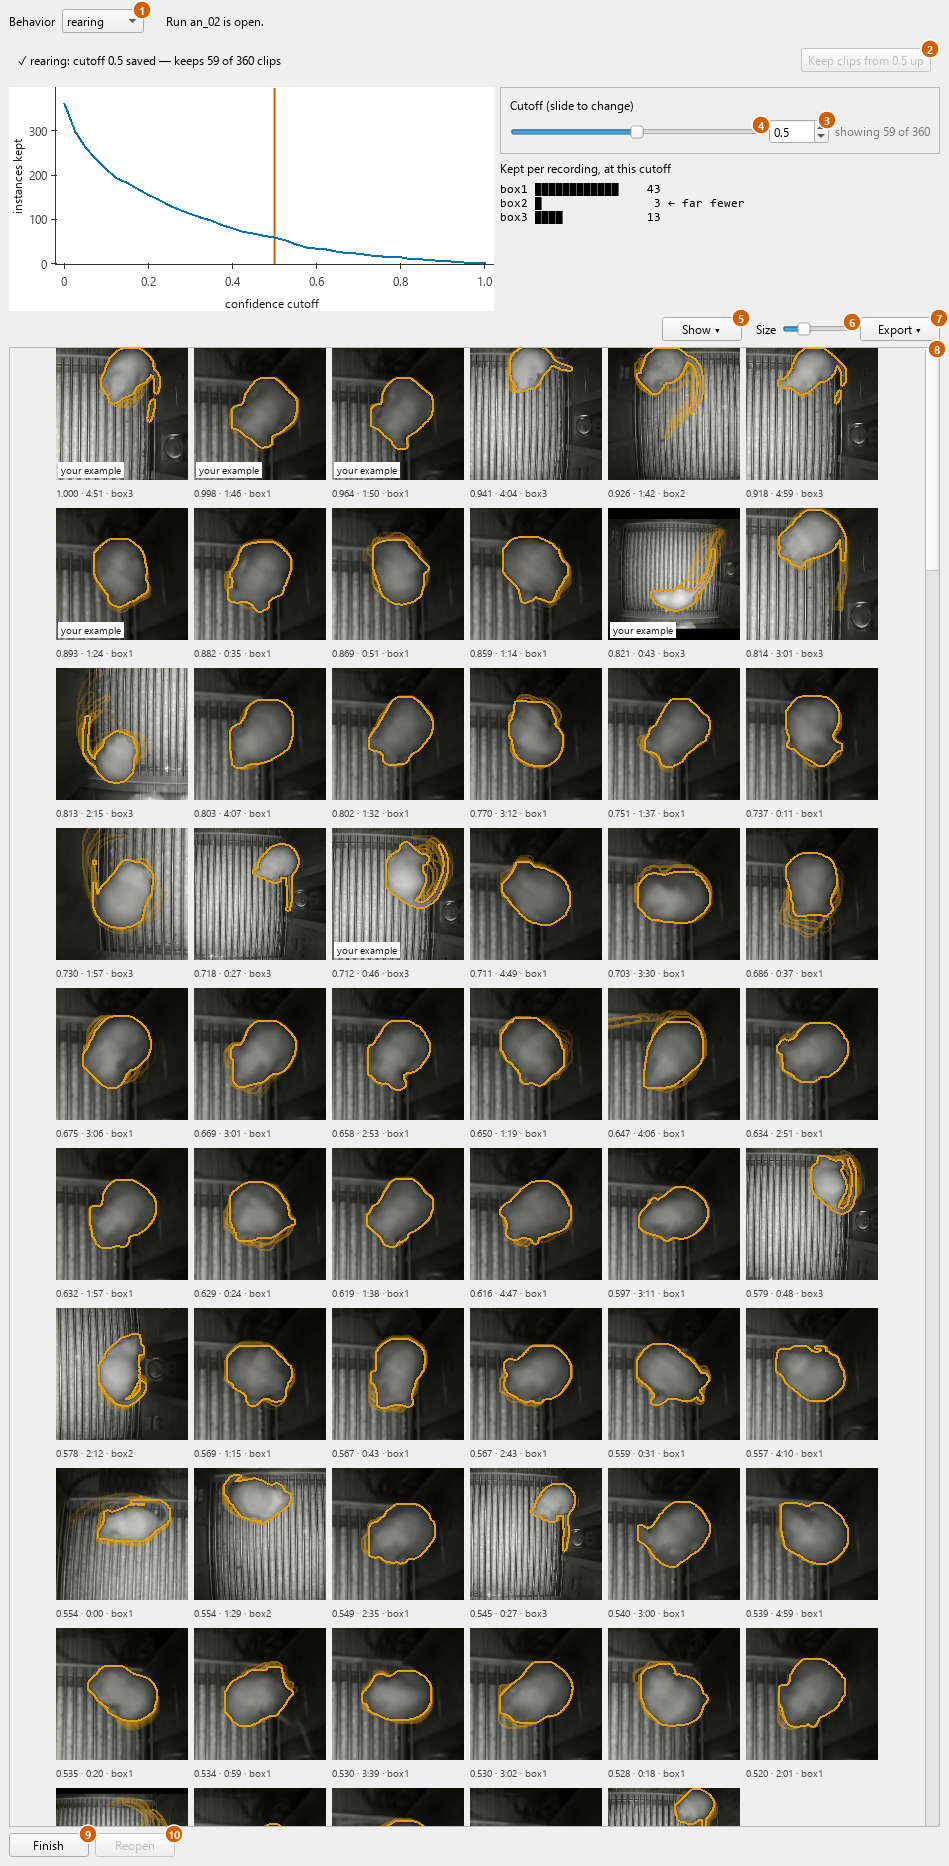 Behavior rearing 1 Run an_02 is open.
✓ rearing: cutoff 0.5 saved — keeps 59 of 360 clips
Keep clips from 0.5 up 2
instances kept
300
200
100
0
0 0.2 0.4 0.6 0.8 1.0
confidence cutoff
Cutoff (slide to change)
4 0.5 3 showing 59 of 360
Kept per recording, at this cutoff
box1 43
box2 3 ← far fewer
box3 13
Show ▾ 5 Size 6 Export ▾ 7
8
your example your example your example
1.000 · 4:51 · box3 0.998 · 1:46 · box1 0.964 · 1:50 · box1 0.941 · 4:04 · box3 0.926 · 1:42 · box2 0.918 · 4:59 · box3
your example your example
0.893 · 1:24 · box1 0.882 · 0:35 · box1 0.869 · 0:51 · box1 0.859 · 1:14 · box1 0.821 · 0:43 · box3 0.814 · 3:01 · box3
0.813 · 2:15 · box3 0.803 · 4:07 · box1 0.802 · 1:32 · box1 0.770 · 3:12 · box1 0.751 · 1:37 · box1 0.737 · 0:11 · box1
your example
0.730 · 1:57 · box3 0.718 · 0:27 · box3 0.712 · 0:46 · box3 0.711 · 4:49 · box1 0.703 · 3:30 · box1 0.686 · 0:37 · box1
0.675 · 3:06 · box1 0.669 · 3:01 · box1 0.658 · 2:53 · box1 0.650 · 1:19 · box1 0.647 · 4:06 · box1 0.634 · 2:51 · box1
0.632 · 1:57 · box1 0.629 · 0:24 · box1 0.619 · 1:38 · box1 0.616 · 4:47 · box1 0.597 · 3:11 · box1 0.579 · 0:48 · box3
0.578 · 2:12 · box2 0.569 · 1:15 · box1 0.567 · 0:43 · box1 0.567 · 2:43 · box1 0.559 · 0:31 · box1 0.557 · 4:10 · box1
0.554 · 0:00 · box1 0.554 · 1:29 · box2 0.549 · 2:35 · box1 0.545 · 0:27 · box3 0.540 · 3:00 · box1 0.539 · 4:59 · box1
0.535 · 0:20 · box1 0.534 · 0:59 · box1 0.530 · 3:39 · box1 0.530 · 3:02 · box1 0.528 · 0:18 · box1 0.520 · 2:01 · box1
Finish 9 Reopen 10